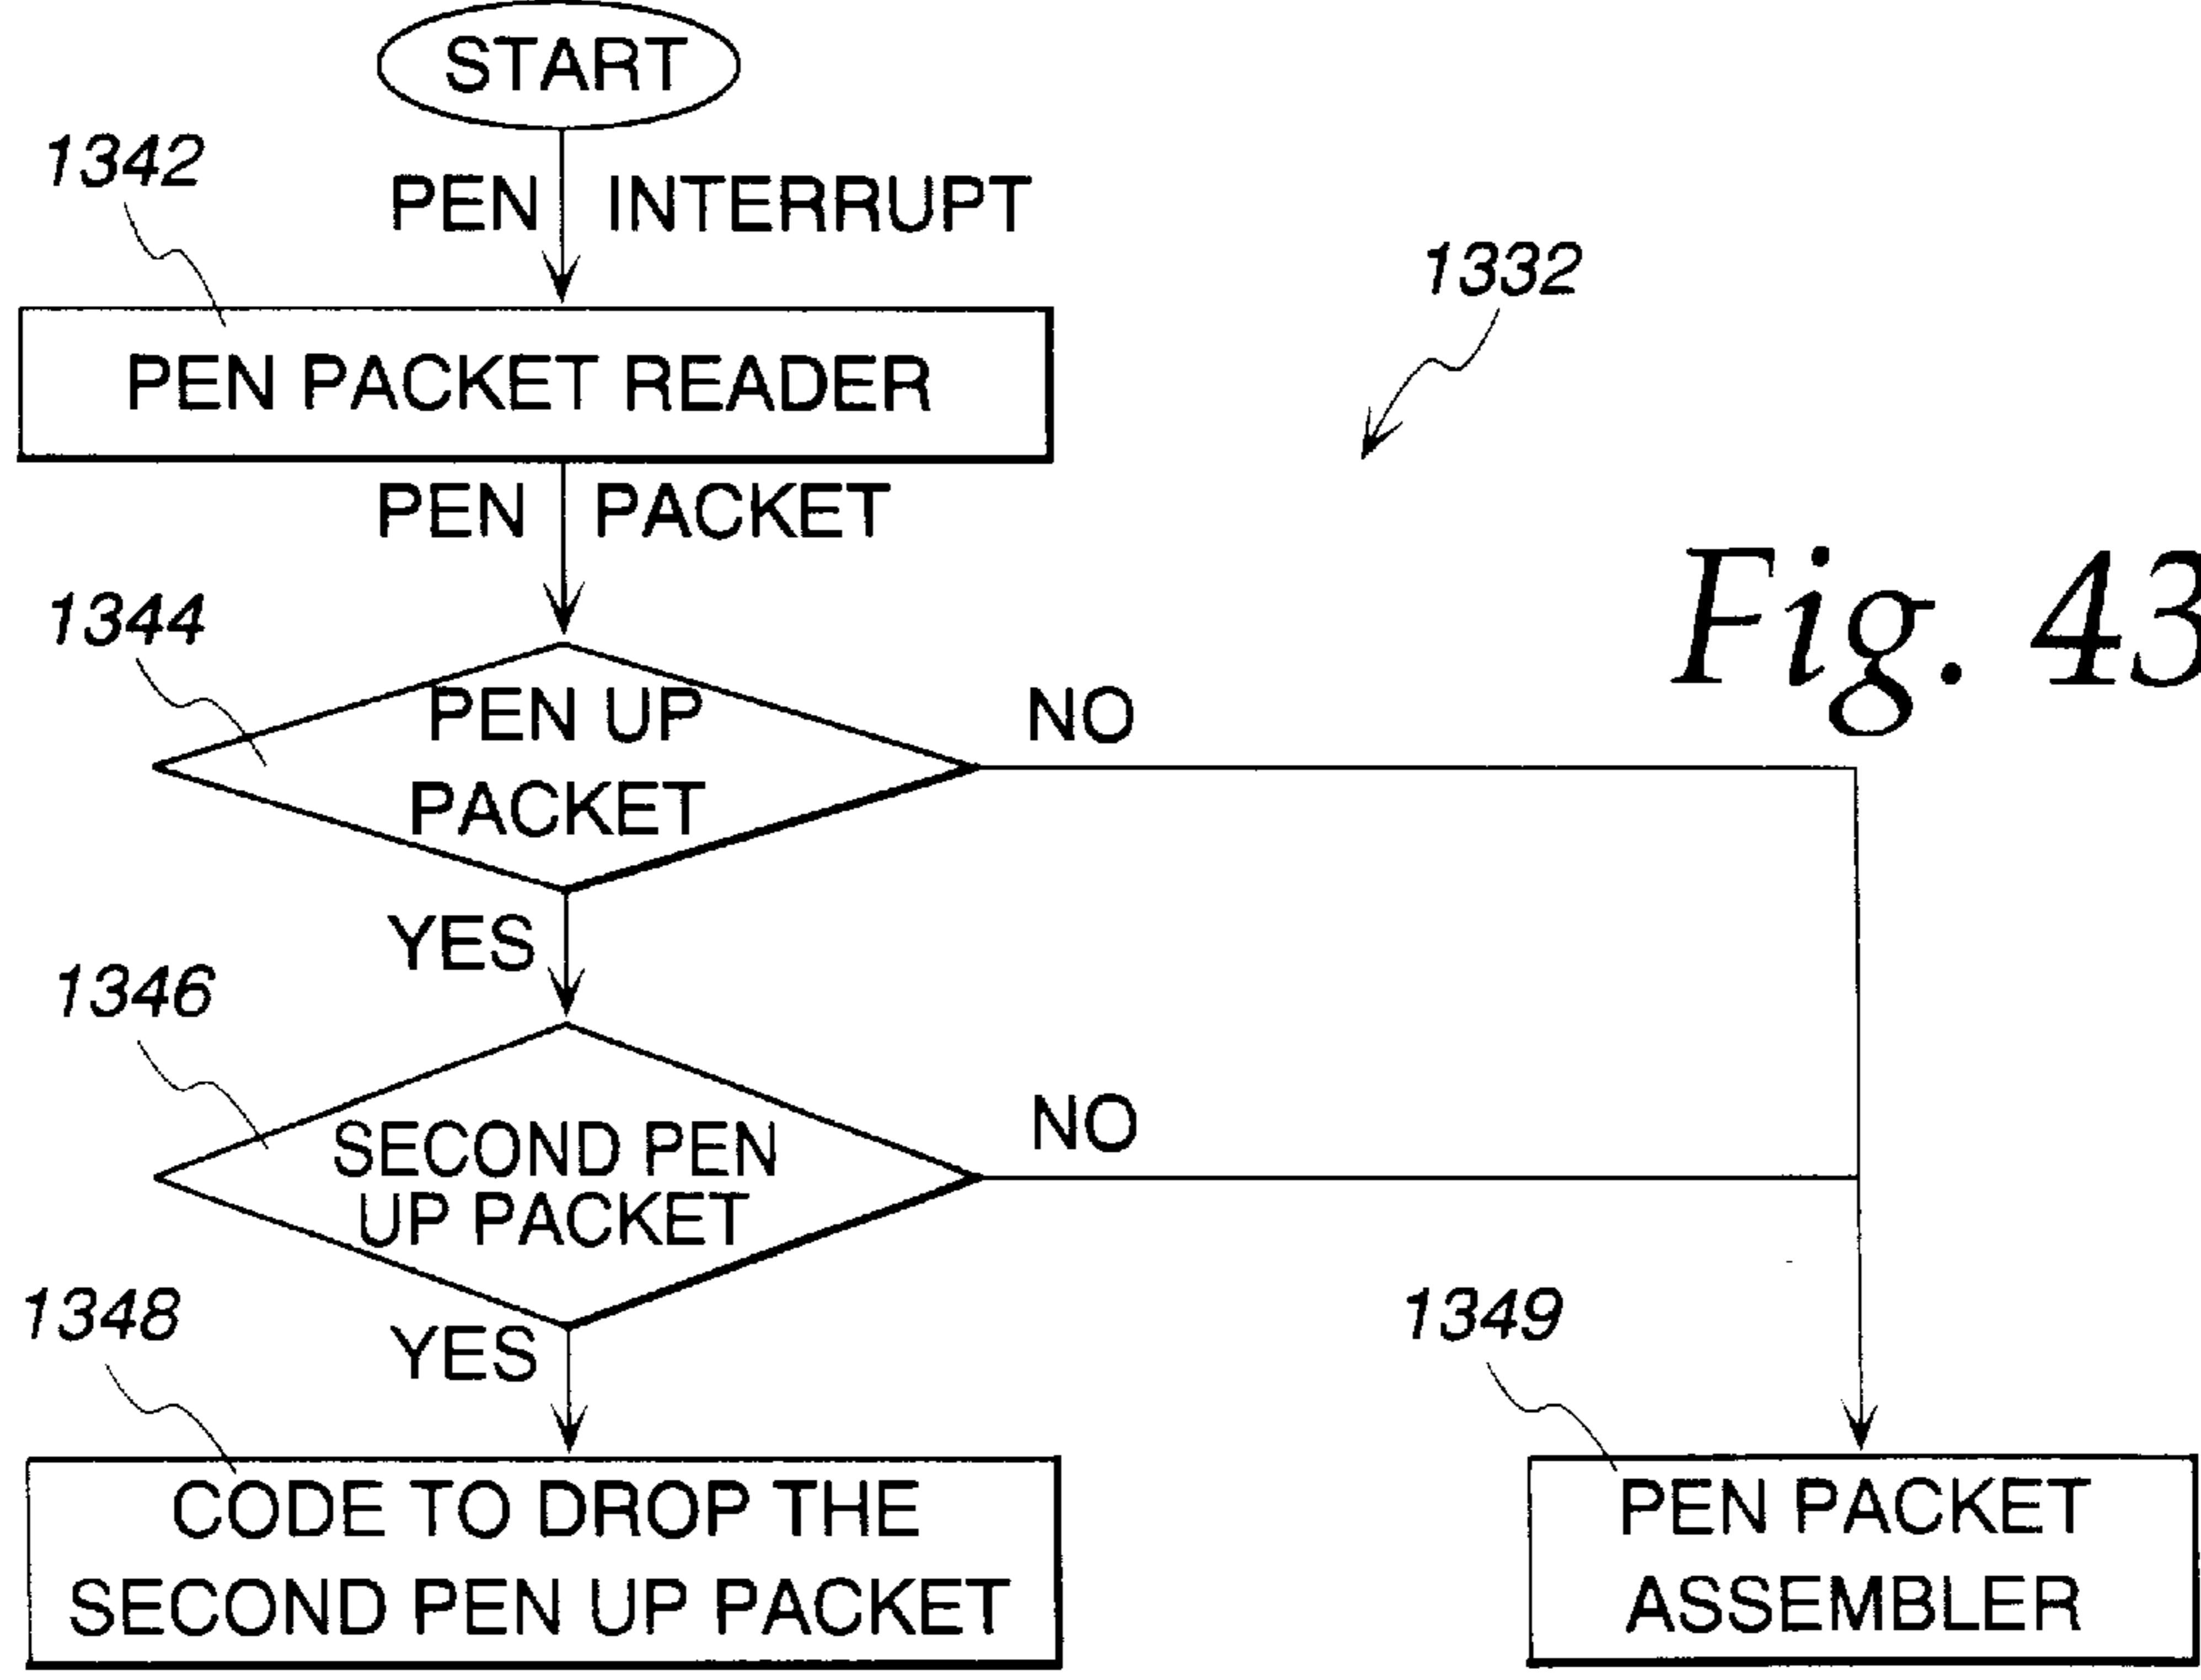 START
1342
PEN INTERRUPT
1332
PEN PACKET READER
PEN PACKET
Fig. 43
1344
PEN UP
PACKET
NO
YES
1346
SECOND PEN
UP PACKET
NO
1348
YES
1349
CODE TO DROP THE
SECOND PEN UP PACKET
PEN PACKET
ASSEMBLER